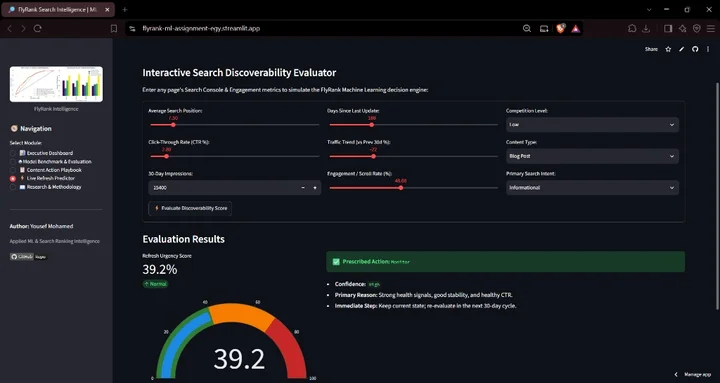 FlyRank Search Intelligence | ML
flyrank-ml-assignment-egy.streamlit.app
Share
FlyRank Intelligence
Navigation
Select Module:
Executive Dashboard
Model Benchmark & Evaluation
Content Action Playbook
Live Refresh Predictor
Research & Methodology
Author: Yousef Mohamed
Applied ML & Search Ranking Intelligence
GitHub
Interactive Search Discoverability Evaluator
Enter any page's Search Console & Engagement metrics to simulate the FlyRank Machine Learning decision engine:
Average Search Position:
7.50
Days Since Last Update:
Competition Level:
Low
Click-Through Rate (CTR %):
Traffic Trend (vs Prev 30d %):
-22
Content Type:
Blog Post
30-Day Impressions:
15400
Engagement / Scroll Rate (%):
Primary Search Intent:
Informational
Evaluate Discoverability Score
Evaluation Results
Refresh Urgency Score
39.2%
↑ Normal
Prescribed Action: Monitor
Confidence: High
Primary Reason: Strong health signals, good stability, and healthy CTR.
Immediate Step: Keep current state; re-evaluate in the next 30-day cycle.
0
20
40
60
80
100
39.2
Manage app